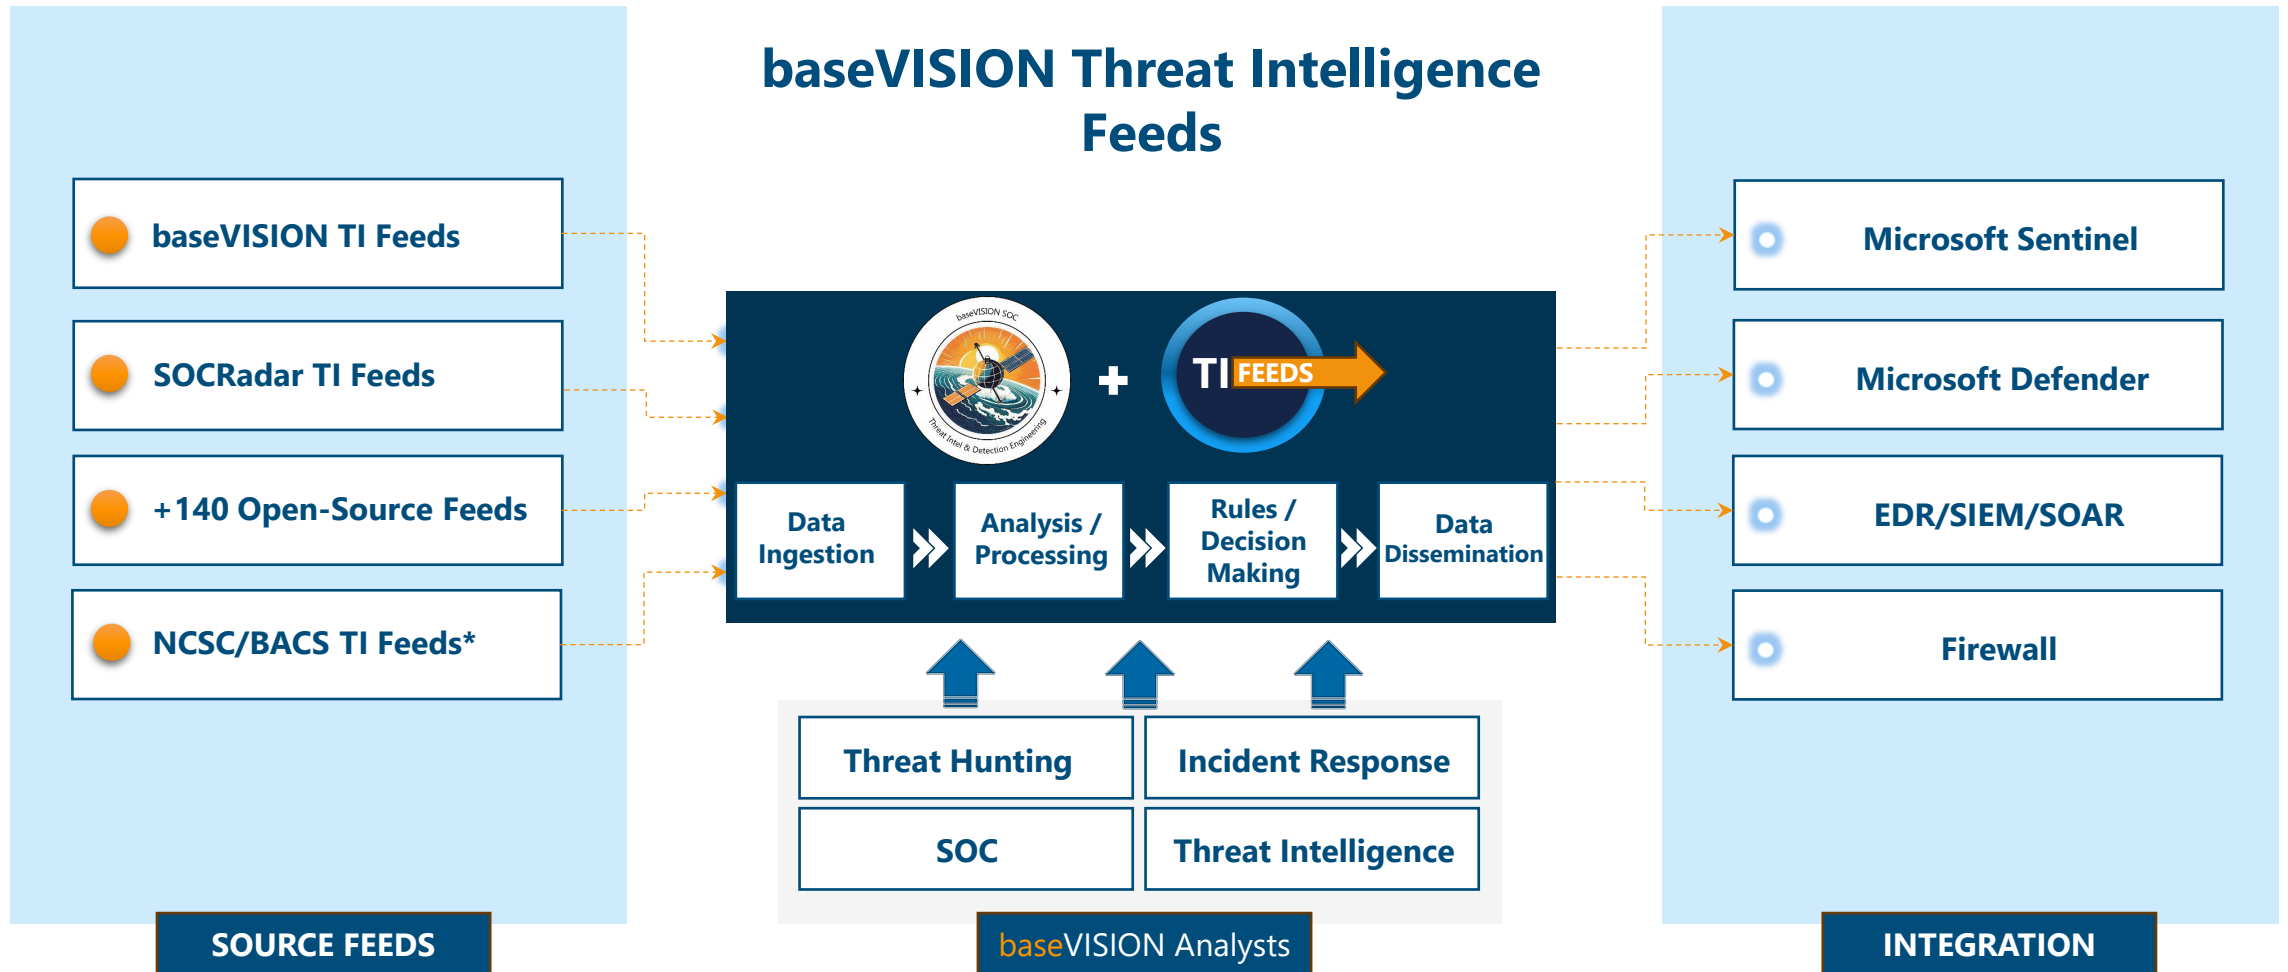 baseVISION Threat Intelligence
Feeds
baseVISION TI Feeds
SOCRadar TI Feeds
+140 Open-Source Feeds
NCSC/BACS TI Feeds*
SOURCE FEEDS
baseVISION SOC
Threat Intel & Detection Engineering
+
TI FEEDS
Data
Ingestion
Analysis /
Processing
Rules /
Decision
Making
Data
Dissemination
Threat Hunting
Incident Response
SOC
Threat Intelligence
baseVISION Analysts
Microsoft Sentinel
Microsoft Defender
EDR/SIEM/SOAR
Firewall
INTEGRATION